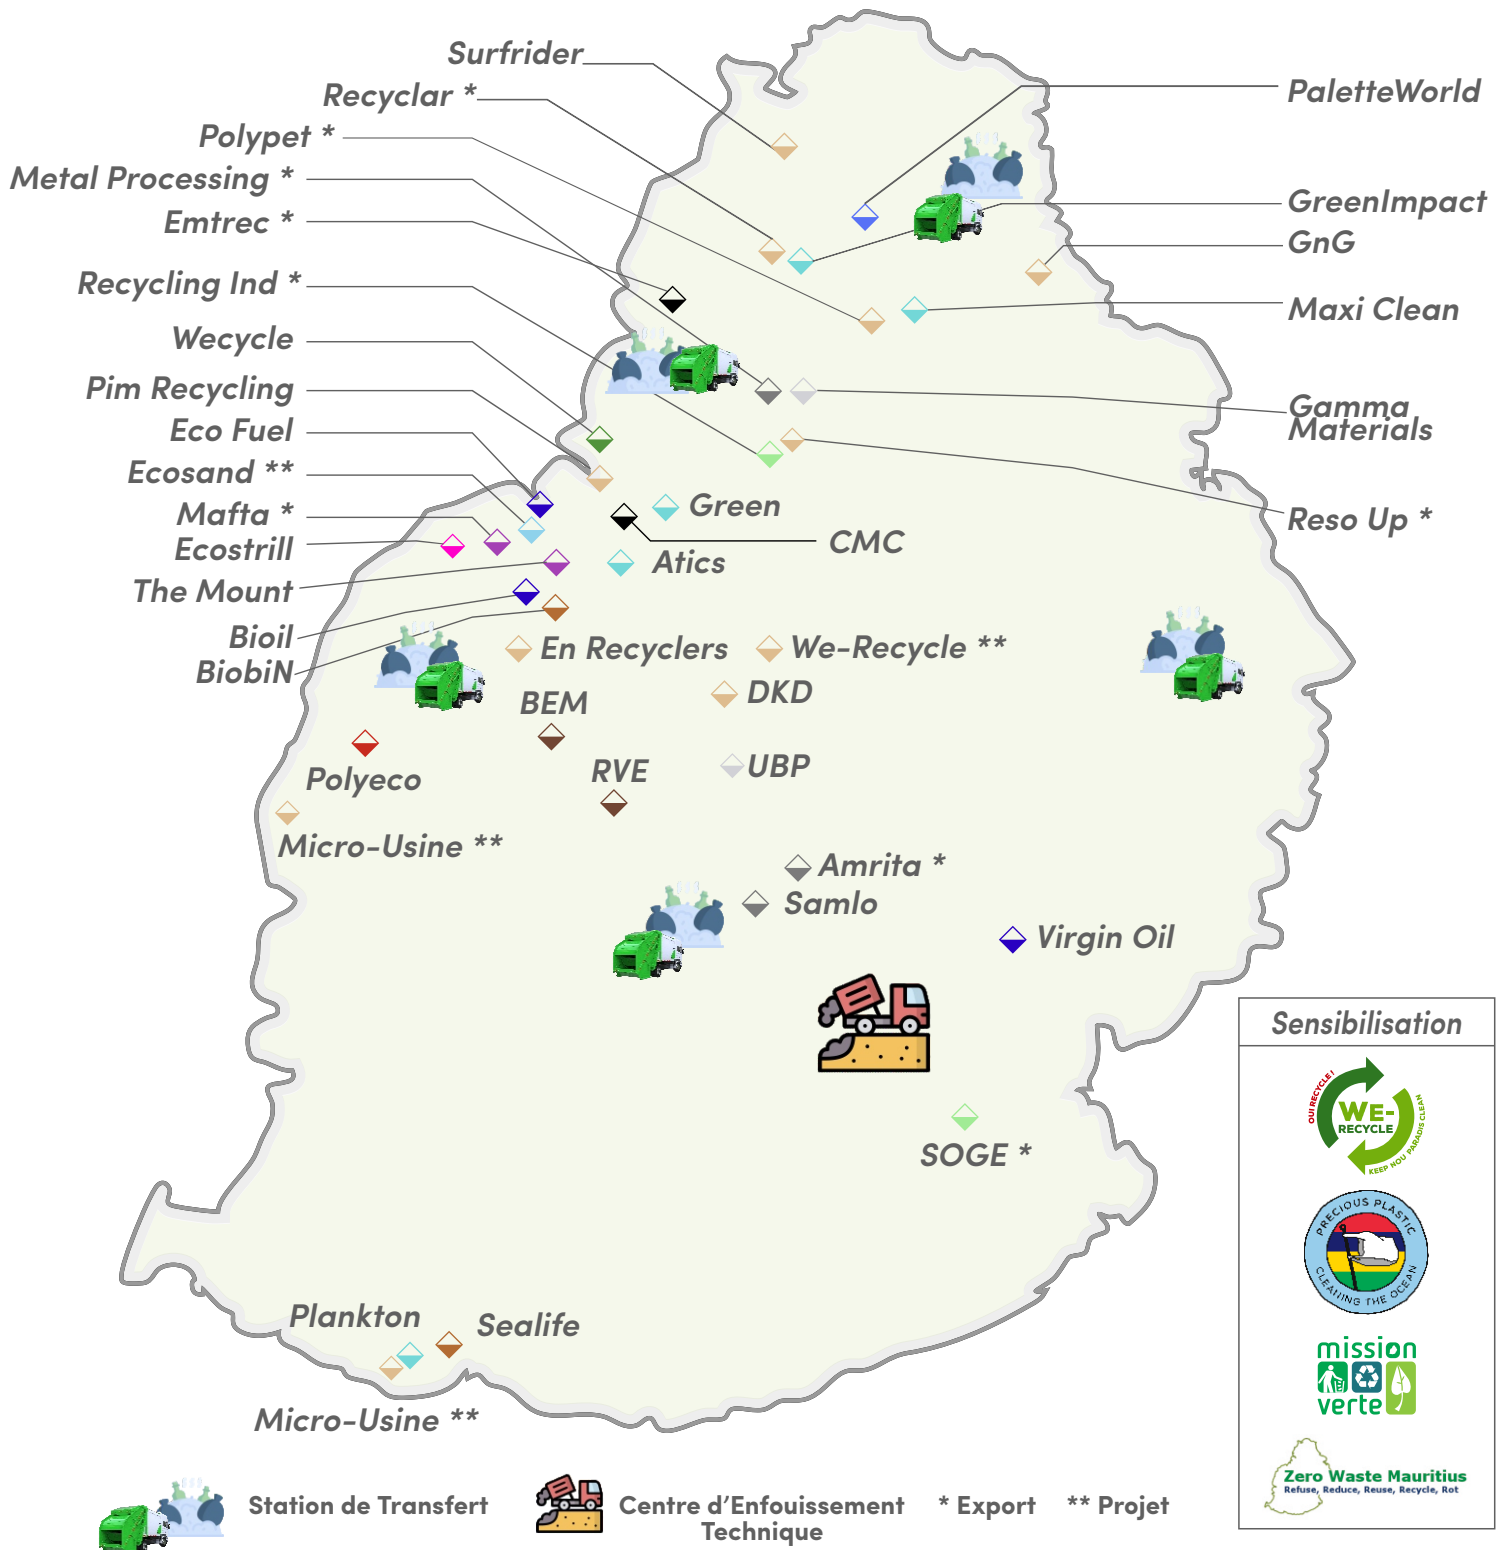 Surfrider
Recyclar *
Polypet *
Metal Processing *
Emtrec *
Recycling Ind *
Wecycle
Pim Recycling
Eco Fuel
Ecosand **
Mafta *
Ecostrill
The Mount
Bioil
BiobiN
PaletteWorld
GreenImpact
GnG
Maxi Clean
Gamma
Materials
Reso Up *
Green
CMC
Atics
En Recyclers
We-Recycle **
DKD
BEM
UBP
RVE
Polyeco
Micro-Usine **
Amrita *
Samlo
Virgin Oil
SOGE *
Plankton
Sealife
Micro-Usine **
Sensibilisation
OUI RECYCLE !
WE-
RECYCLE
KEEP NOU PARADIS CLEAN
PRECIOUS PLASTIC
CLEANING THE OCEAN
mission
verte
Zero Waste Mauritius
Refuse, Reduce, Reuse, Recycle, Rot
Station de Transfert
Centre d'Enfouissement
Technique
* Export
** Projet